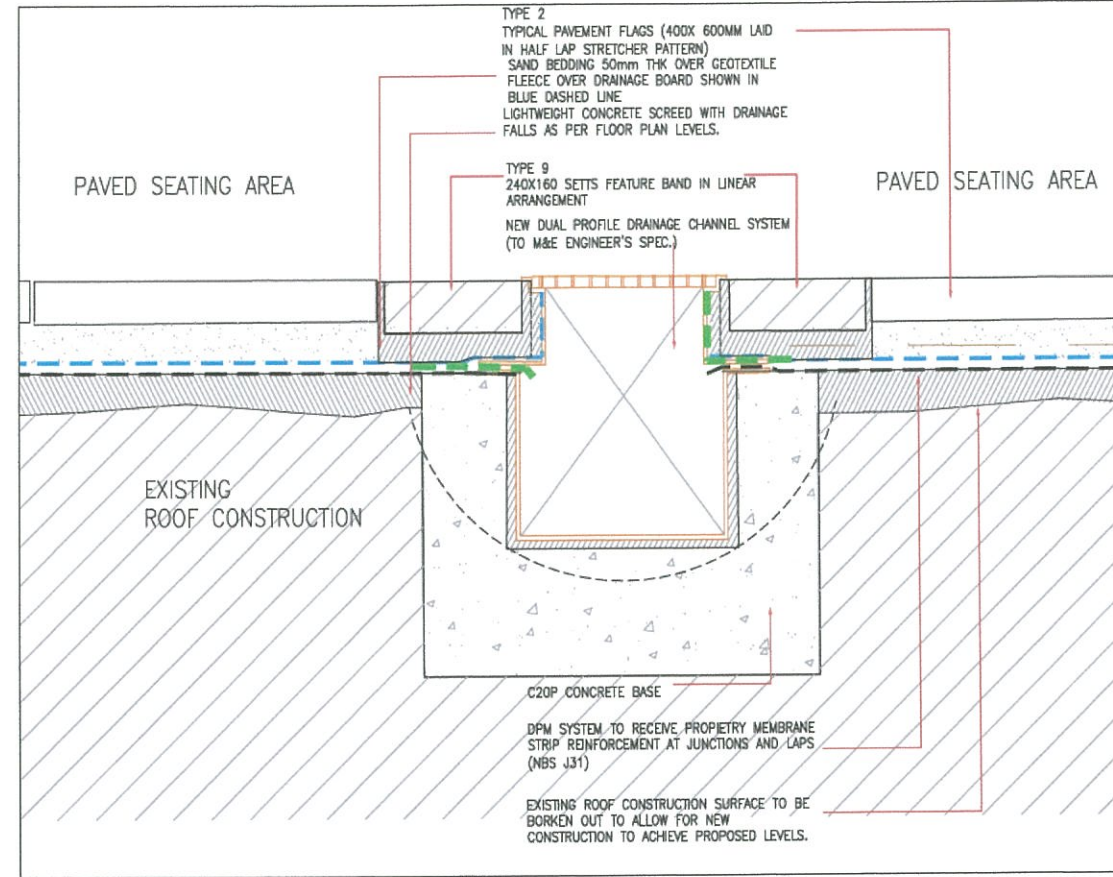 TYPE 2
TYPICAL PAVEMENT FLAGS (400X 600MM LAID
IN HALF LAP STRETCHER PATTERN)
SAND BEDDING 50mm THK OVER GEOTEXTILE
FLEECE OVER DRAINAGE BOARD SHOWN IN
BLUE DASHED LINE
LIGHTWEIGHT CONCRETE SCREED WITH DRAINAGE
FALLS AS PER FLOOR PLAN LEVELS.
PAVED SEATING AREA
TYPE 9
240X160 SETTS FEATURE BAND IN LINEAR
ARRANGEMENT
PAVED SEATING AREA
NEW DUAL PROFILE DRAINAGE CHANNEL SYSTEM
(TO M&E ENGINEER'S SPEC.)
EXISTING
ROOF CONSTRUCTION
C20P CONCRETE BASE
DPM SYSTEM TO RECEIVE PROPIETRY MEMBRANE
STRIP REINFORCEMENT AT JUNCTIONS AND LAPS
(NBS J31)
EXISTING ROOF CONSTRUCTION SURFACE TO BE
BORKEN OUT TO ALLOW FOR NEW
CONSTRUCTION TO ACHIEVE PROPOSED LEVELS.